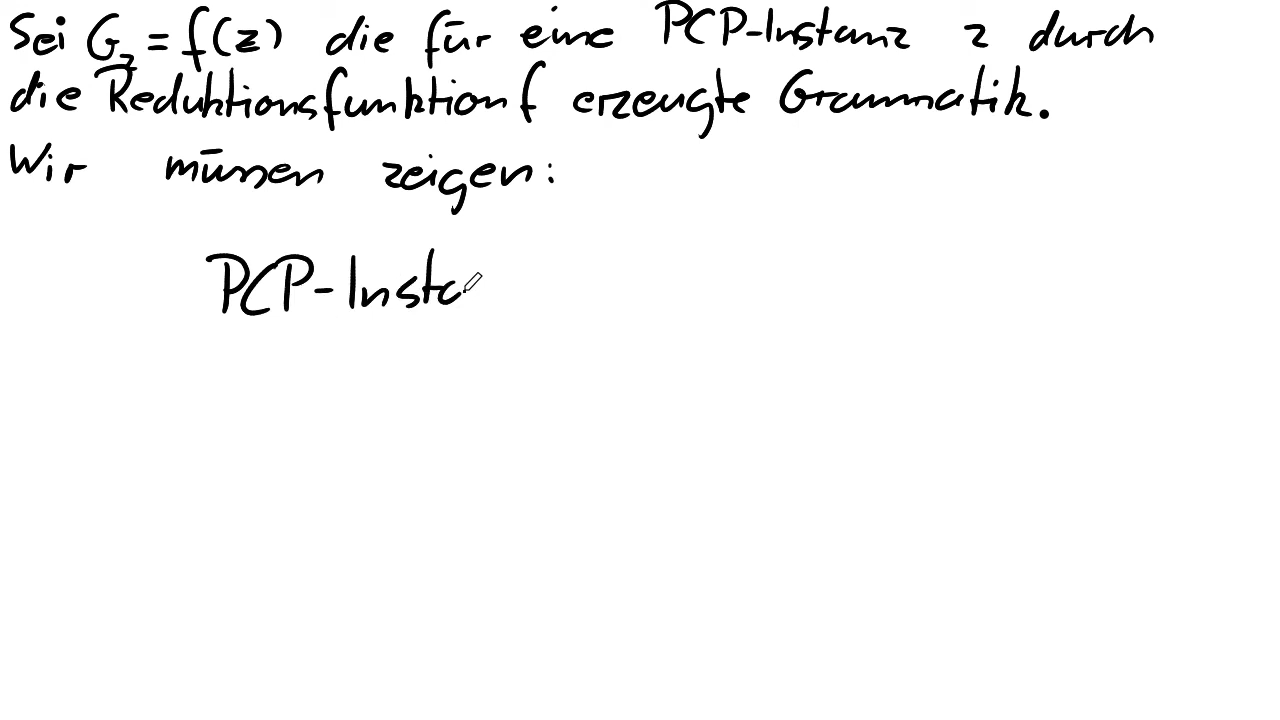 Sei G_z = f(z) die für eine PCP-Instanz z durch
die Reduktionsfunktion f erzeugte Grammatik.
Wir müssen zeigen:
PCP-Insta